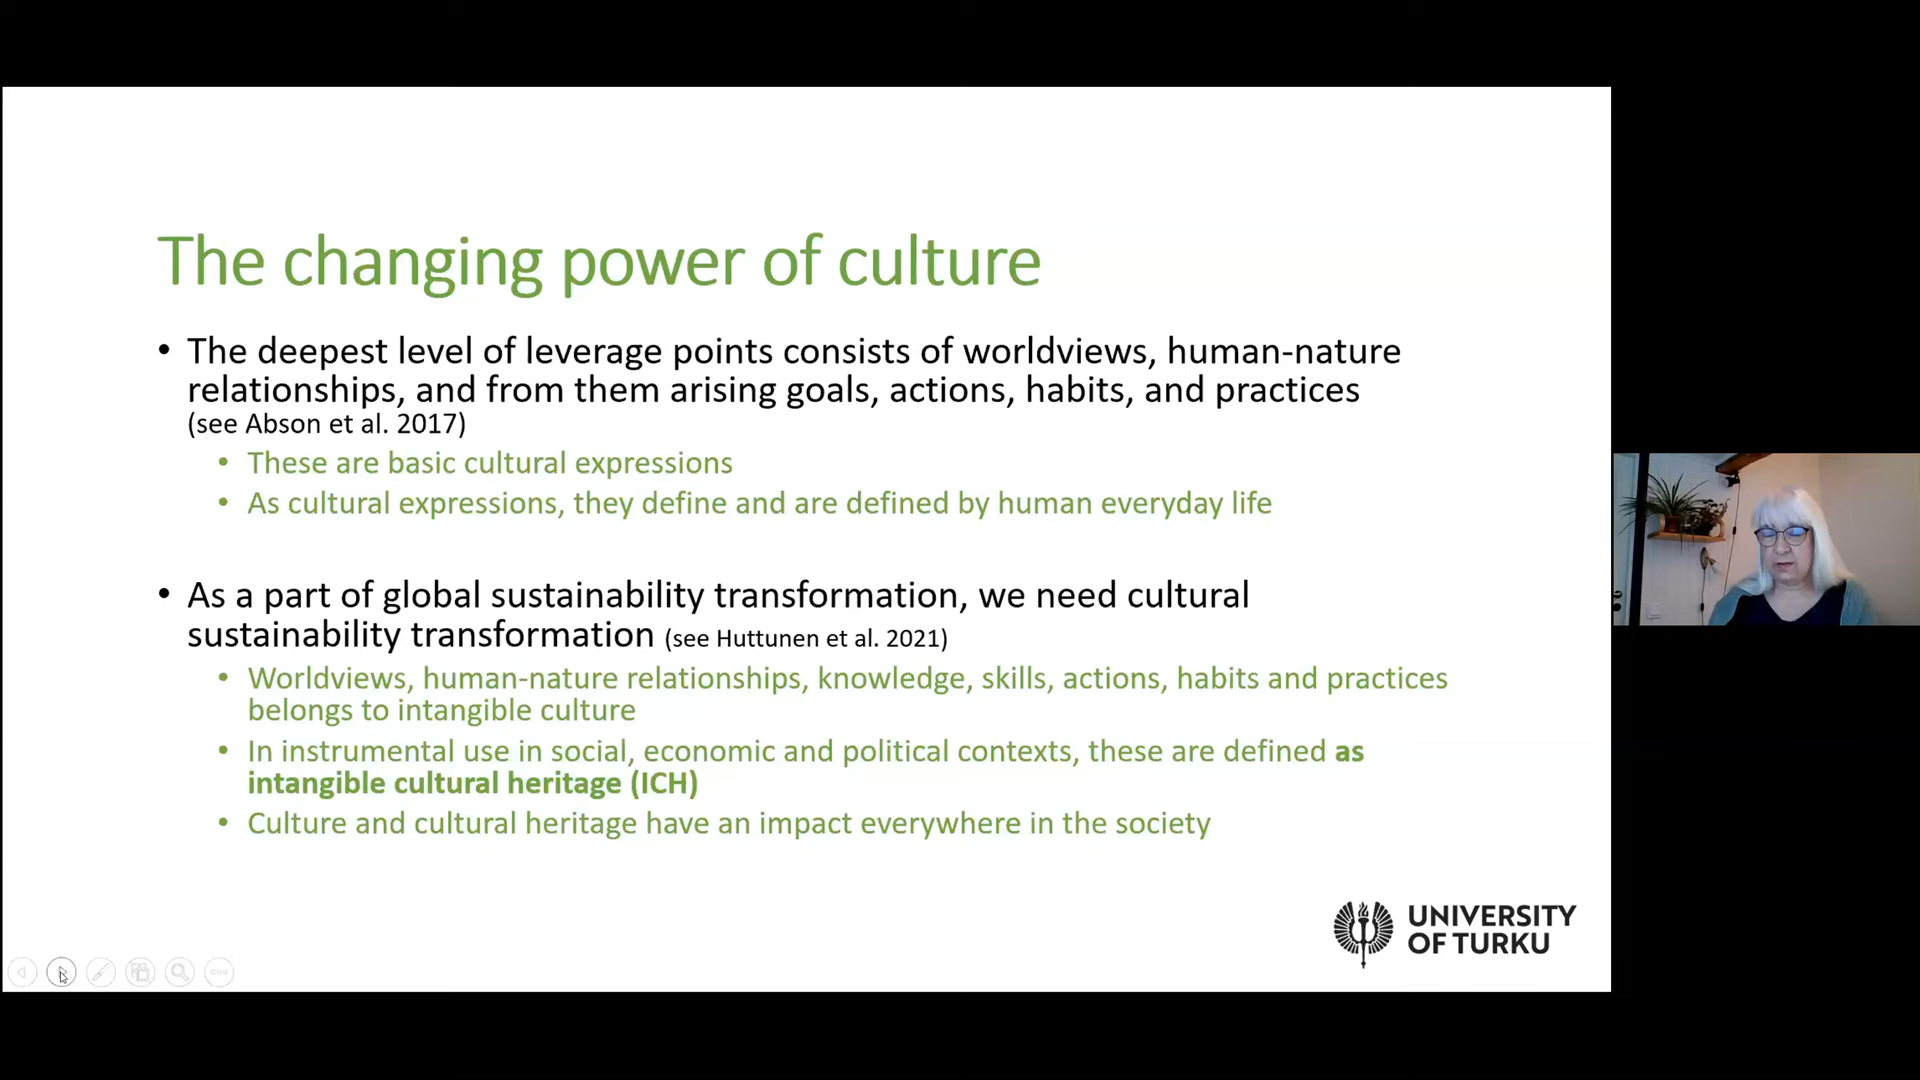 The changing power of culture
• The deepest level of leverage points consists of worldviews, human-nature
relationships, and from them arising goals, actions, habits, and practices
(see Abson et al. 2017)
• These are basic cultural expressions
• As cultural expressions, they define and are defined by human everyday life
• As a part of global sustainability transformation, we need cultural
sustainability transformation (see Huttunen et al. 2021)
• Worldviews, human-nature relationships, knowledge, skills, actions, habits and practices
belongs to intangible culture
• In instrumental use in social, economic and political contexts, these are defined as
intangible cultural heritage (ICH)
• Culture and cultural heritage have an impact everywhere in the society
UNIVERSITY
OF TURKU